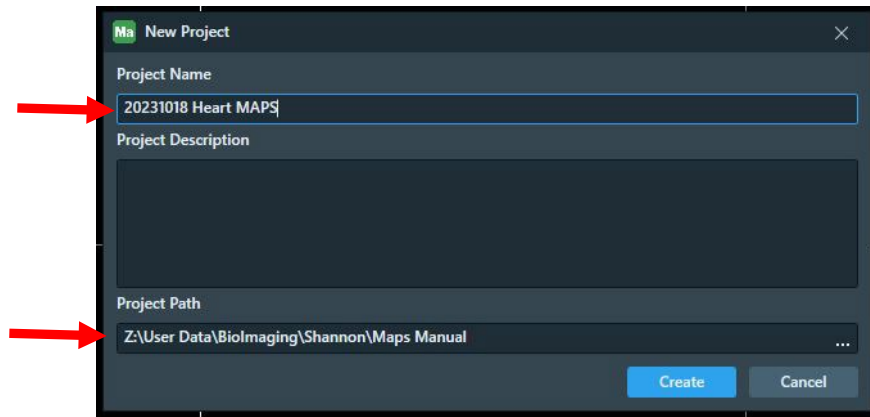 Ma New Project
Project Name
20231018 Heart MAPS
Project Description
Project Path
Z:\User Data\BioImaging\Shannon\Maps Manual
...
Create Cancel